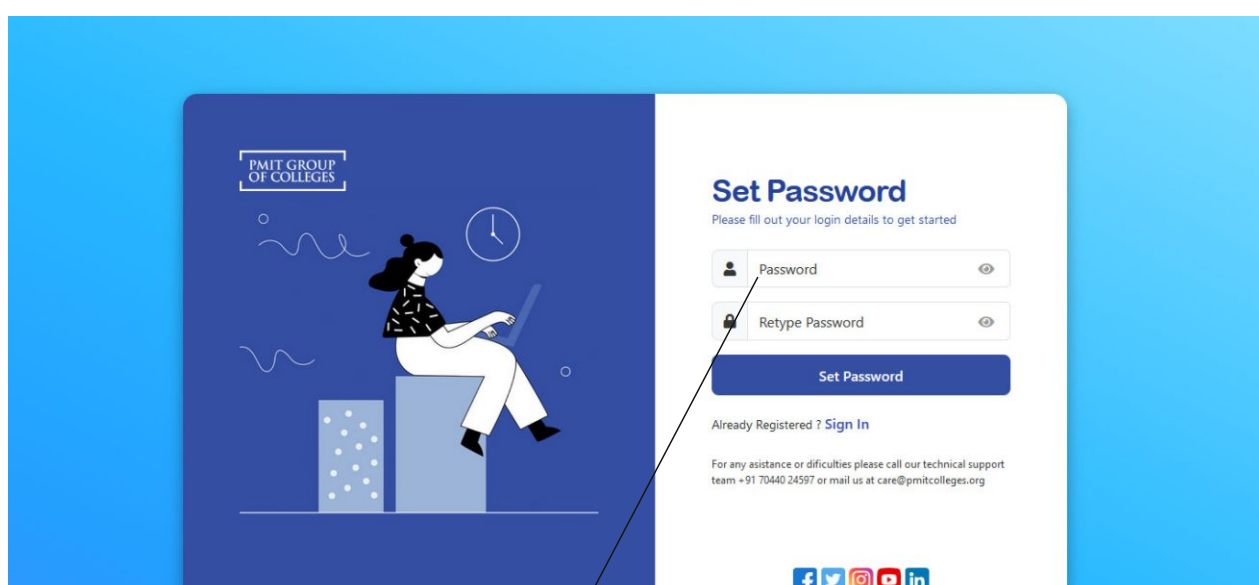 PMIT GROUP
OF COLLEGES
Set Password
Please fill out your login details to get started
Password
Retype Password
Set Password
Already Registered ? Sign In
For any asistance or dificulties please call our technical support
team +91 70440 24597 or mail us at care@pmitcolleges.org